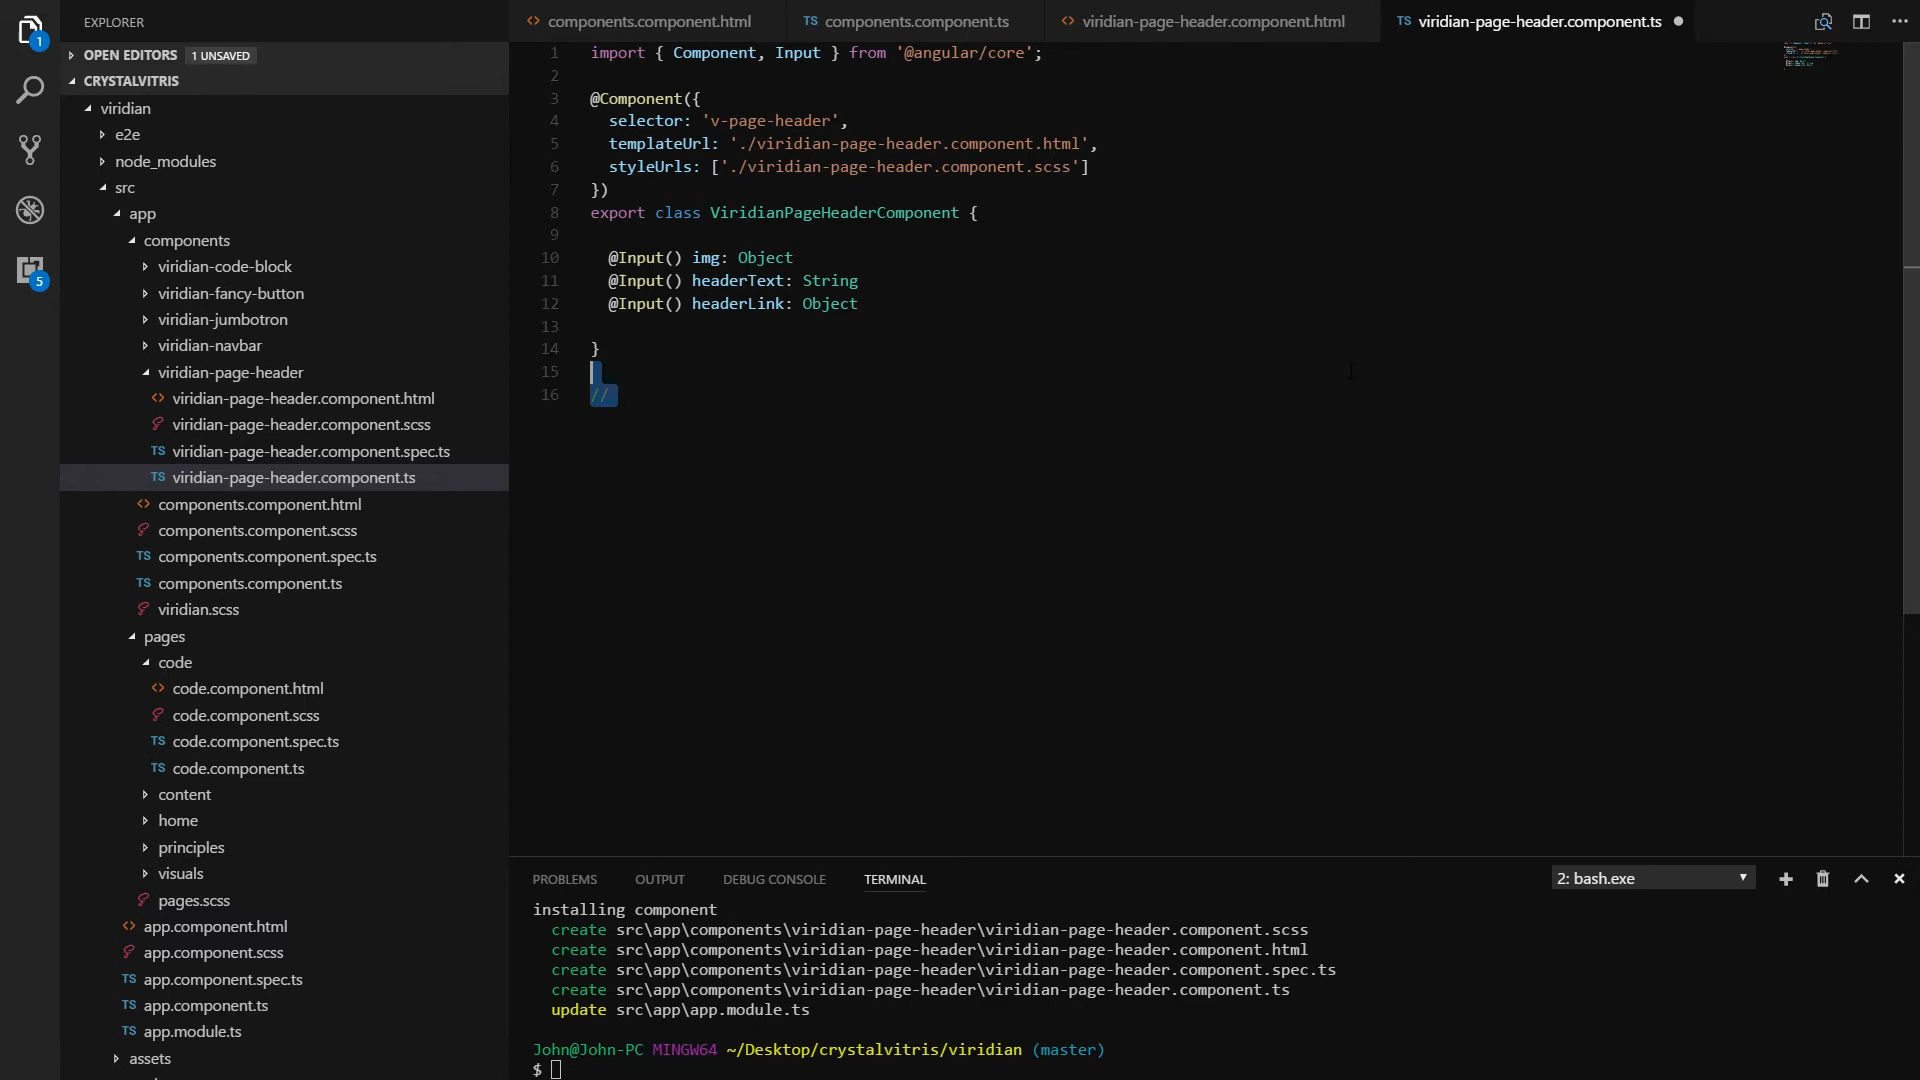 EXPLORER
OPEN EDITORS 1 UNSAVED
CRYSTALVITRIS
viridian
e2e
node_modules
src
app
components
viridian-code-block
viridian-fancy-button
viridian-jumbotron
viridian-navbar
viridian-page-header
viridian-page-header.component.html
viridian-page-header.component.scss
TS viridian-page-header.component.spec.ts
TS viridian-page-header.component.ts
components.component.html
components.component.scss
TS components.component.spec.ts
TS components.component.ts
viridian.scss
pages
code
code.component.html
code.component.scss
TS code.component.spec.ts
TS code.component.ts
content
home
principles
visuals
pages.scss
app.component.html
app.component.scss
TS app.component.spec.ts
TS app.component.ts
TS app.module.ts
assets
1
5
components.component.html
TS components.component.ts
viridian-page-header.component.html
TS viridian-page-header.component.ts
1 import { Component, Input } from '@angular/core';
2
3 @Component({
4 selector: 'v-page-header',
5 templateUrl: './viridian-page-header.component.html',
6 styleUrls: ['./viridian-page-header.component.scss']
7 })
8 export class ViridianPageHeaderComponent {
9
10 @Input() img: Object
11 @Input() headerText: String
12 @Input() headerLink: Object
13
14 }
15
16 //
PROBLEMS OUTPUT DEBUG CONSOLE TERMINAL 2: bash.exe
installing component
create src\app\components\viridian-page-header\viridian-page-header.component.scss
create src\app\components\viridian-page-header\viridian-page-header.component.html
create src\app\components\viridian-page-header\viridian-page-header.component.spec.ts
create src\app\components\viridian-page-header\viridian-page-header.component.ts
update src\app\app.module.ts
John@John-PC MINGW64 ~/Desktop/crystalvitris/viridian (master)
$